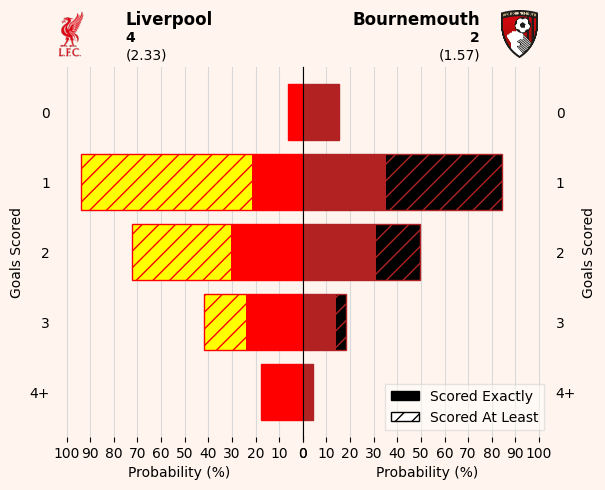 Liverpool
4
(2.33)
Bournemouth
2
(1.57)
L.F.C.
0
1
2
3
4+
Goals Scored
0
1
2
3
4+
Goals Scored
Scored Exactly
Scored At Least
100 90 80 70 60 50 40 30 20 10 0
0 10 20 30 40 50 60 70 80 90 100
Probability (%)
Probability (%)